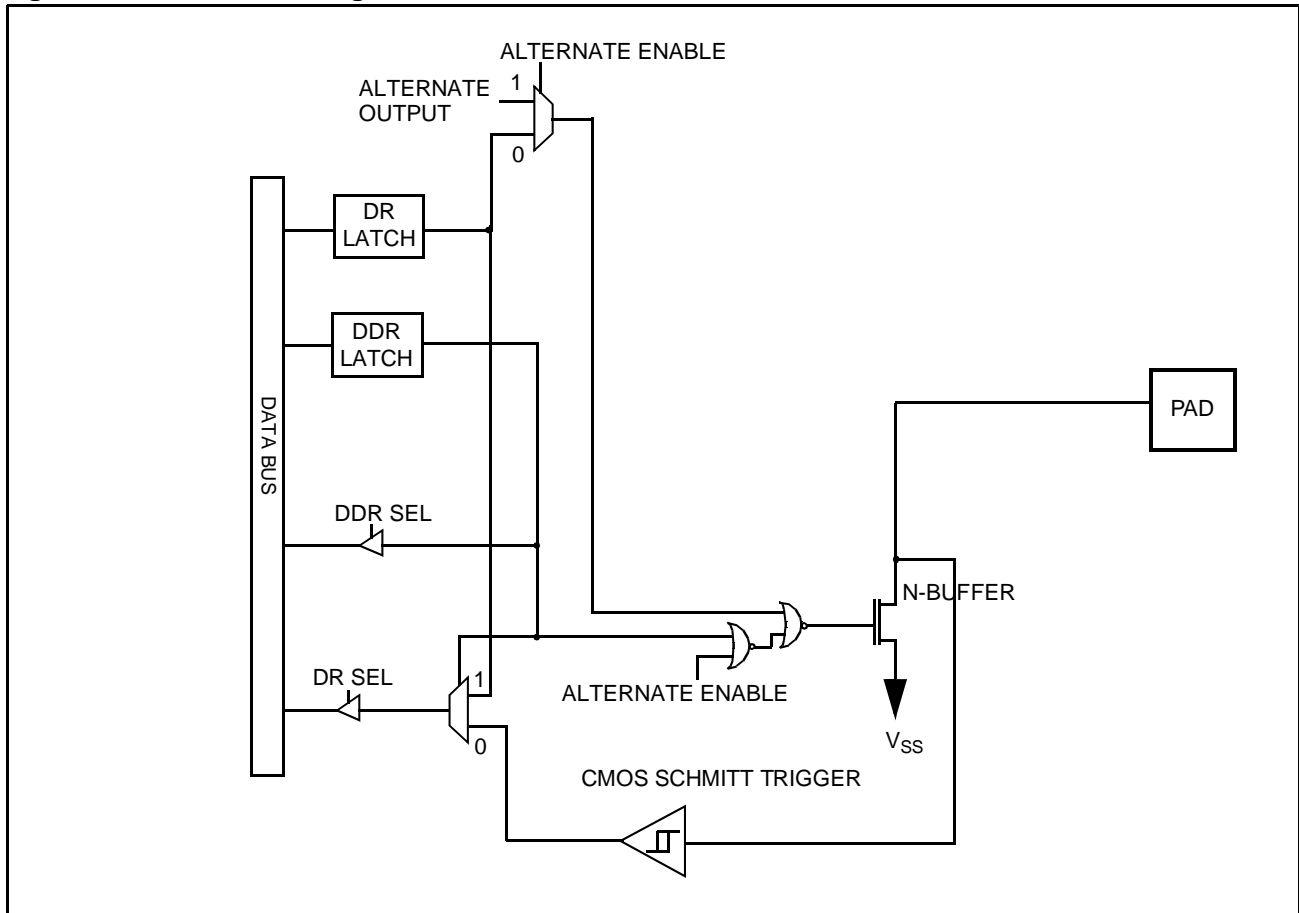 ALTERNATE ENABLE
ALTERNATE
OUTPUT
1
0
DR
LATCH
DDR
LATCH
DATA BUS
PAD
DDR SEL
N-BUFFER
DR SEL
1
0
ALTERNATE ENABLE
VSS
CMOS SCHMITT TRIGGER